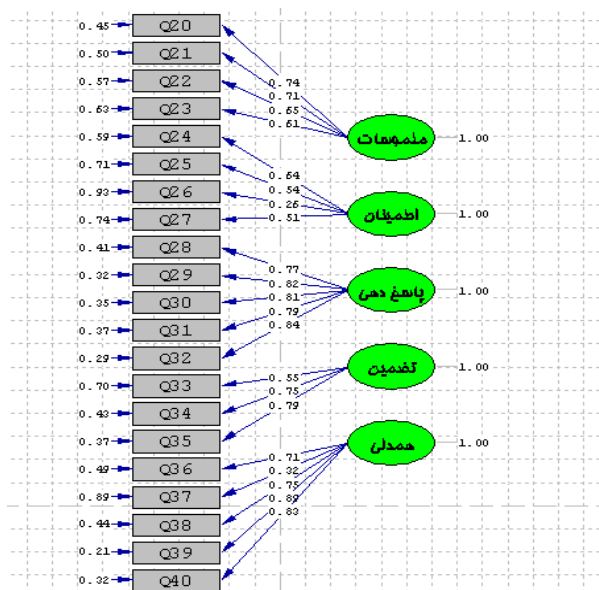 0.45 Q20
0.50 Q21
0.57 Q22
0.63 Q23
0.59 Q24
0.71 Q25
0.93 Q26
0.74 Q27
0.41 Q28
0.32 Q29
0.35 Q30
0.37 Q31
0.29 Q32
0.70 Q33
0.43 Q34
0.37 Q35
0.49 Q36
0.89 Q37
0.44 Q38
0.21 Q39
0.32 Q40
0.74
0.71
0.65
0.61
0.64
0.54
0.26
0.51
0.77
0.82
0.81
0.79
0.84
0.55
0.75
0.79
0.71
0.32
0.75
0.89
0.83
ملموسات 1.00
اطمینان 1.00
پاسخ دهی 1.00
تضمین 1.00
همدلی 1.00